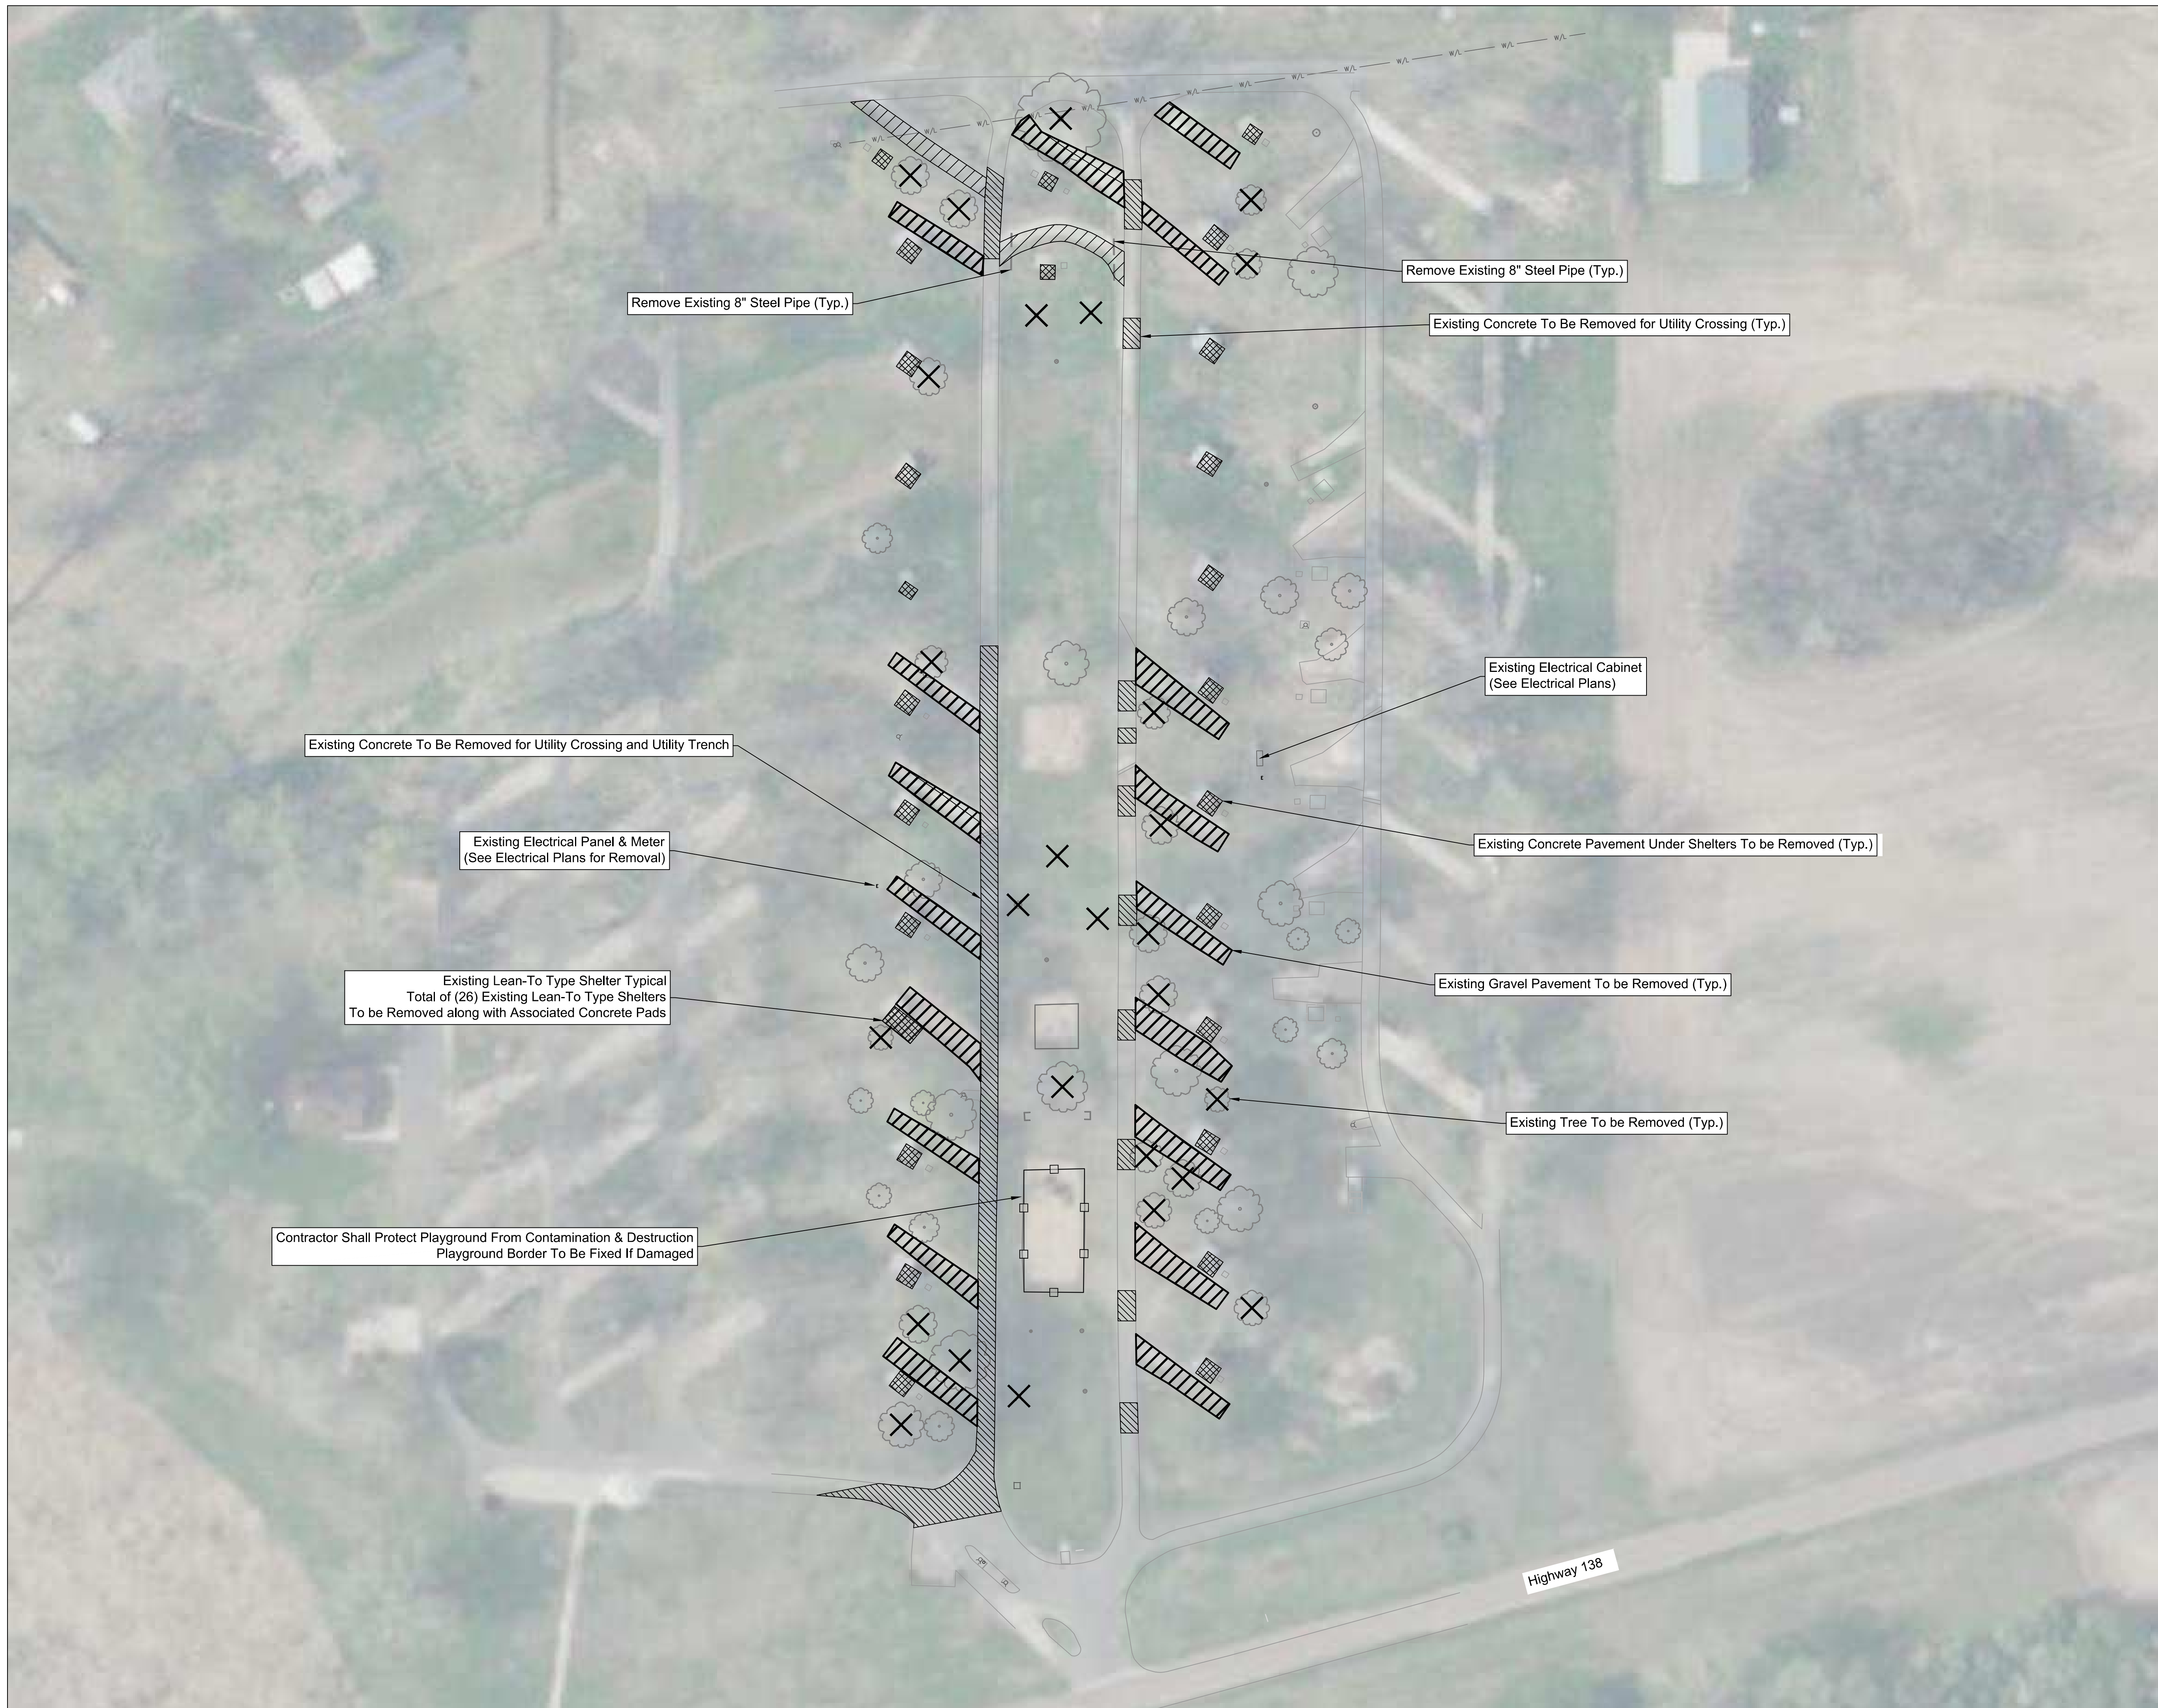 W/L W/L W/L W/L W/L W/L W/L W/L W/L W/L W/L W/L W/L W/L
Remove Existing 8" Steel Pipe (Typ.)
Remove Existing 8" Steel Pipe (Typ.)
Existing Concrete To Be Removed for Utility Crossing (Typ.)
Existing Electrical Cabinet
(See Electrical Plans)
Existing Concrete To Be Removed for Utility Crossing and Utility Trench
E
Existing Electrical Panel & Meter
(See Electrical Plans for Removal)
E
Existing Concrete Pavement Under Shelters To be Removed (Typ.)
Existing Lean-To Type Shelter Typical
Total of (26) Existing Lean-To Type Shelters
To be Removed along with Associated Concrete Pads
Existing Gravel Pavement To be Removed (Typ.)
Existing Tree To be Removed (Typ.)
Contractor Shall Protect Playground From Contamination & Destruction
Playground Border To Be Fixed If Damaged
Highway 138